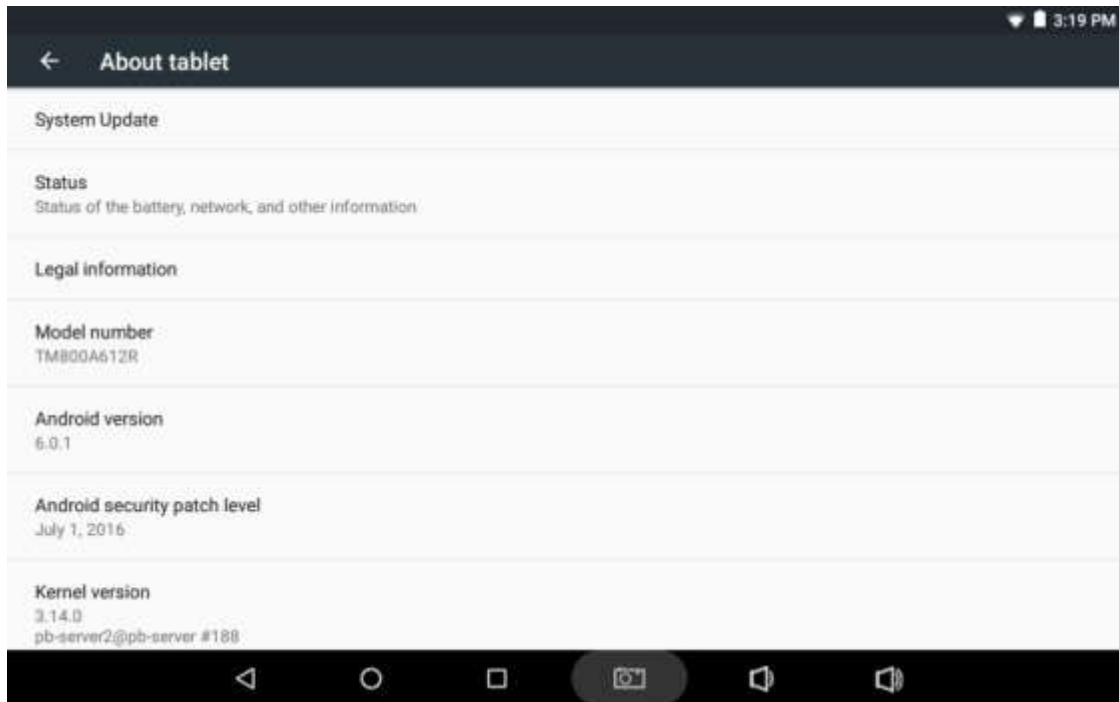 3:19 PM
About tablet
System Update
Status
Status of the battery, network, and other information
Legal information
Model number
TM800A612R
Android version
6.0.1
Android security patch level
July 1, 2016
Kernel version
3.14.0
pb-server2@pb-server #188